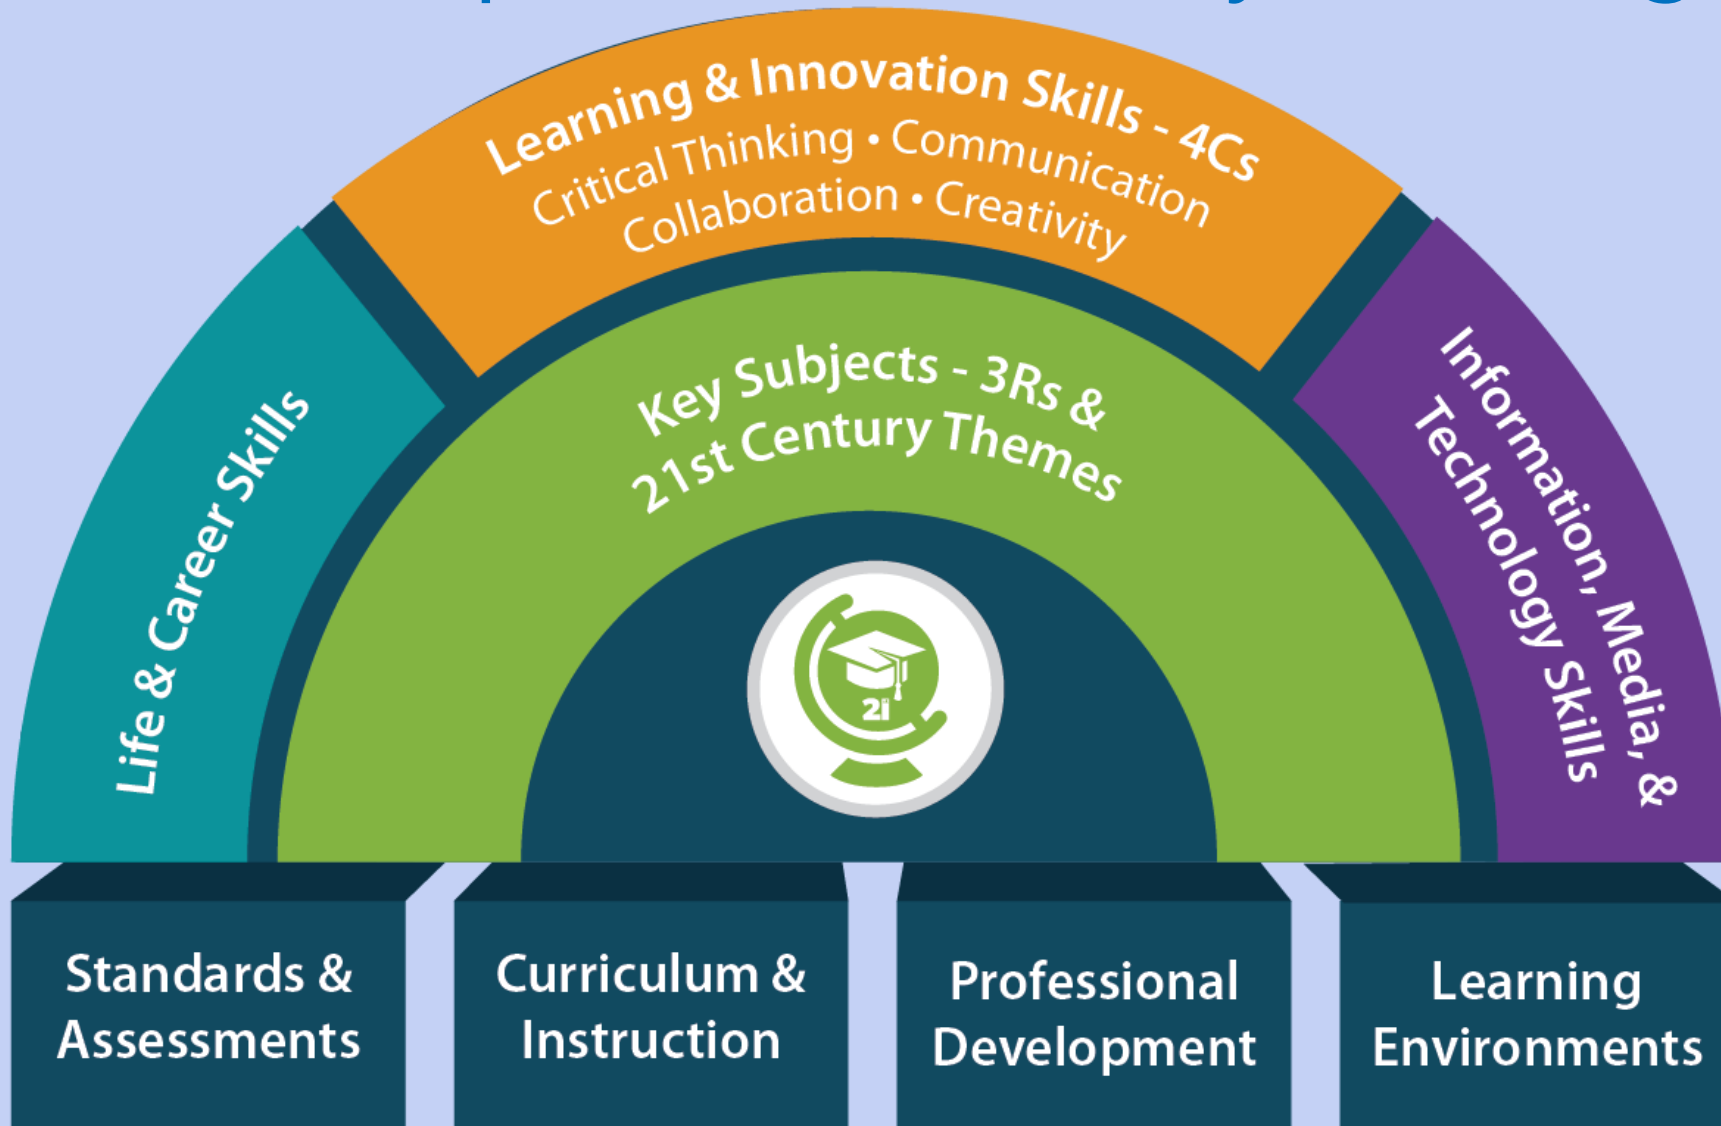 Learning & Innovation Skills - 4Cs
Critical Thinking • Communication
Collaboration • Creativity
Life & Career Skills
Key Subjects - 3Rs &
21st Century Themes
Information, Media, &
Technology Skills
2i
Standards &
Assessments
Curriculum &
Instruction
Professional
Development
Learning
Environments